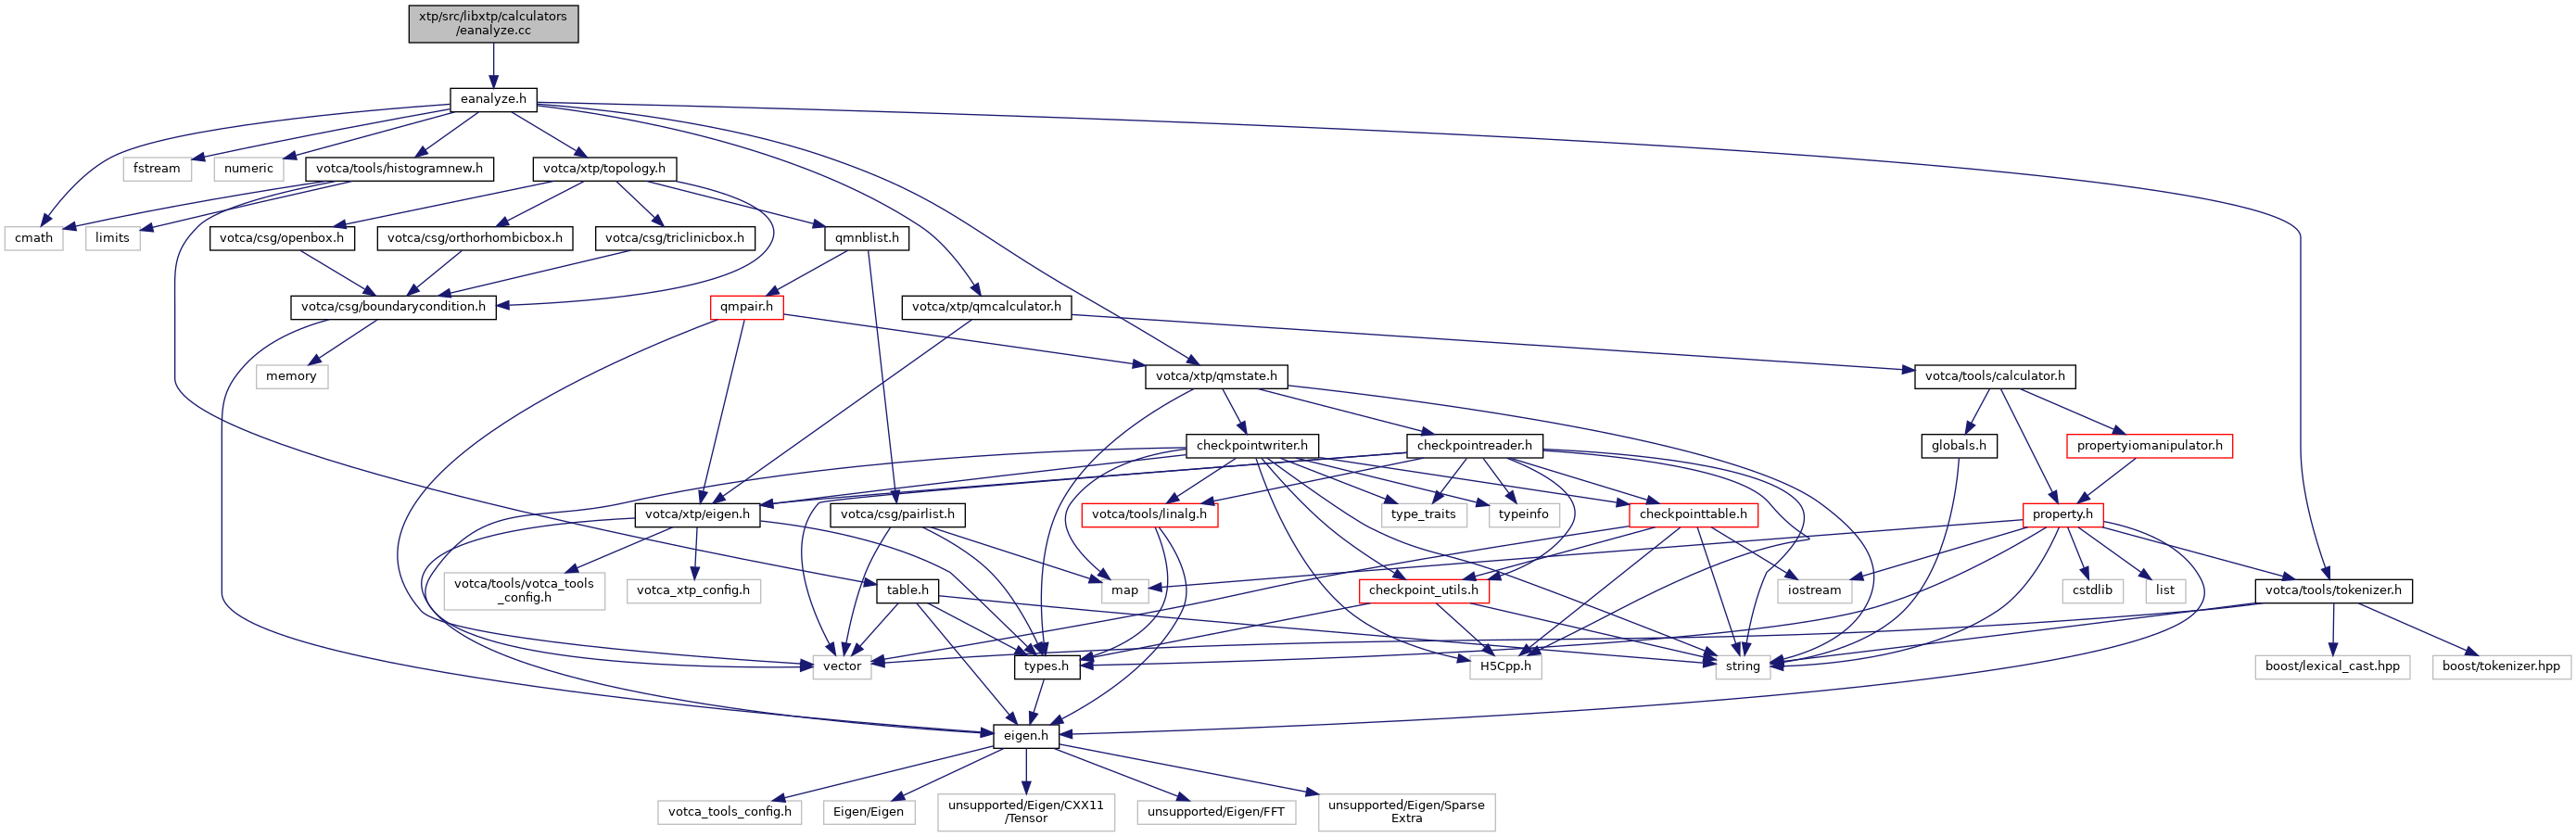 xtp/src/libxtp/calculators
/eanalyze.cc
eanalyze.h
fstream
numeric
votca/tools/histogramnew.h
votca/xtp/topology.h
cmath
limits
votca/csg/openbox.h
votca/csg/orthorhombicbox.h
votca/csg/triclinicbox.h
qmnblist.h
votca/csg/boundarycondition.h
qmpair.h
votca/xtp/qmcalculator.h
memory
votca/xtp/qmstate.h
votca/tools/calculator.h
checkpointwriter.h
checkpointreader.h
globals.h
propertyiomanipulator.h
votca/xtp/eigen.h
votca/csg/pairlist.h
votca/tools/linalg.h
type_traits
typeinfo
checkpointtable.h
property.h
votca/tools/votca_tools
_config.h
votca_xtp_config.h
table.h
map
checkpoint_utils.h
iostream
cstdlib
list
votca/tools/tokenizer.h
vector
types.h
H5Cpp.h
string
boost/lexical_cast.hpp
boost/tokenizer.hpp
eigen.h
votca_tools_config.h
Eigen/Eigen
unsupported/Eigen/CXX11
/Tensor
unsupported/Eigen/FFT
unsupported/Eigen/Sparse
Extra